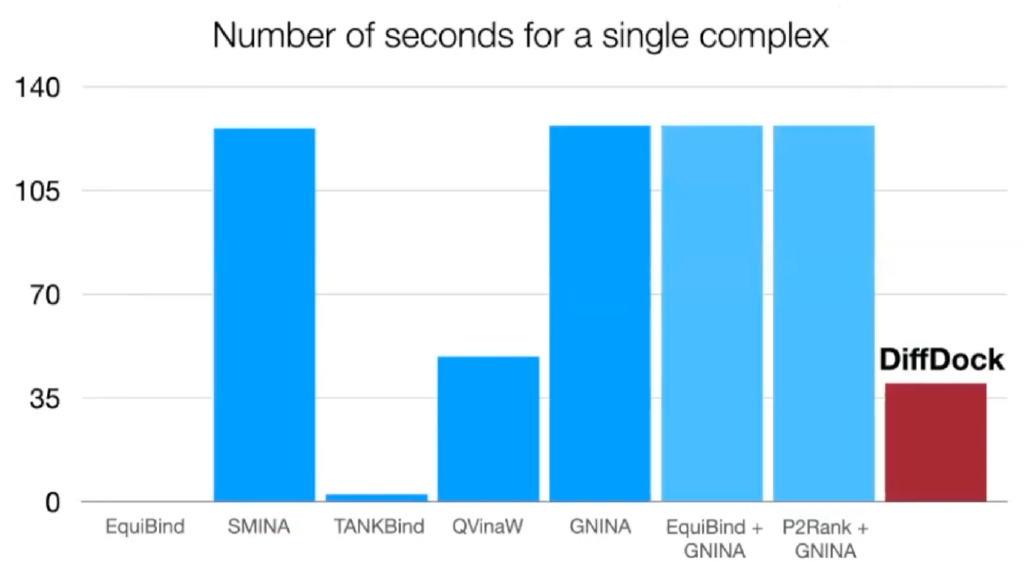 Number of seconds for a single complex
140
105
70
35
0
DiffDock
EquiBind
SMINA
TANKBind
QVinaW
GNINA
EquiBind +
GNINA
P2Rank +
GNINA